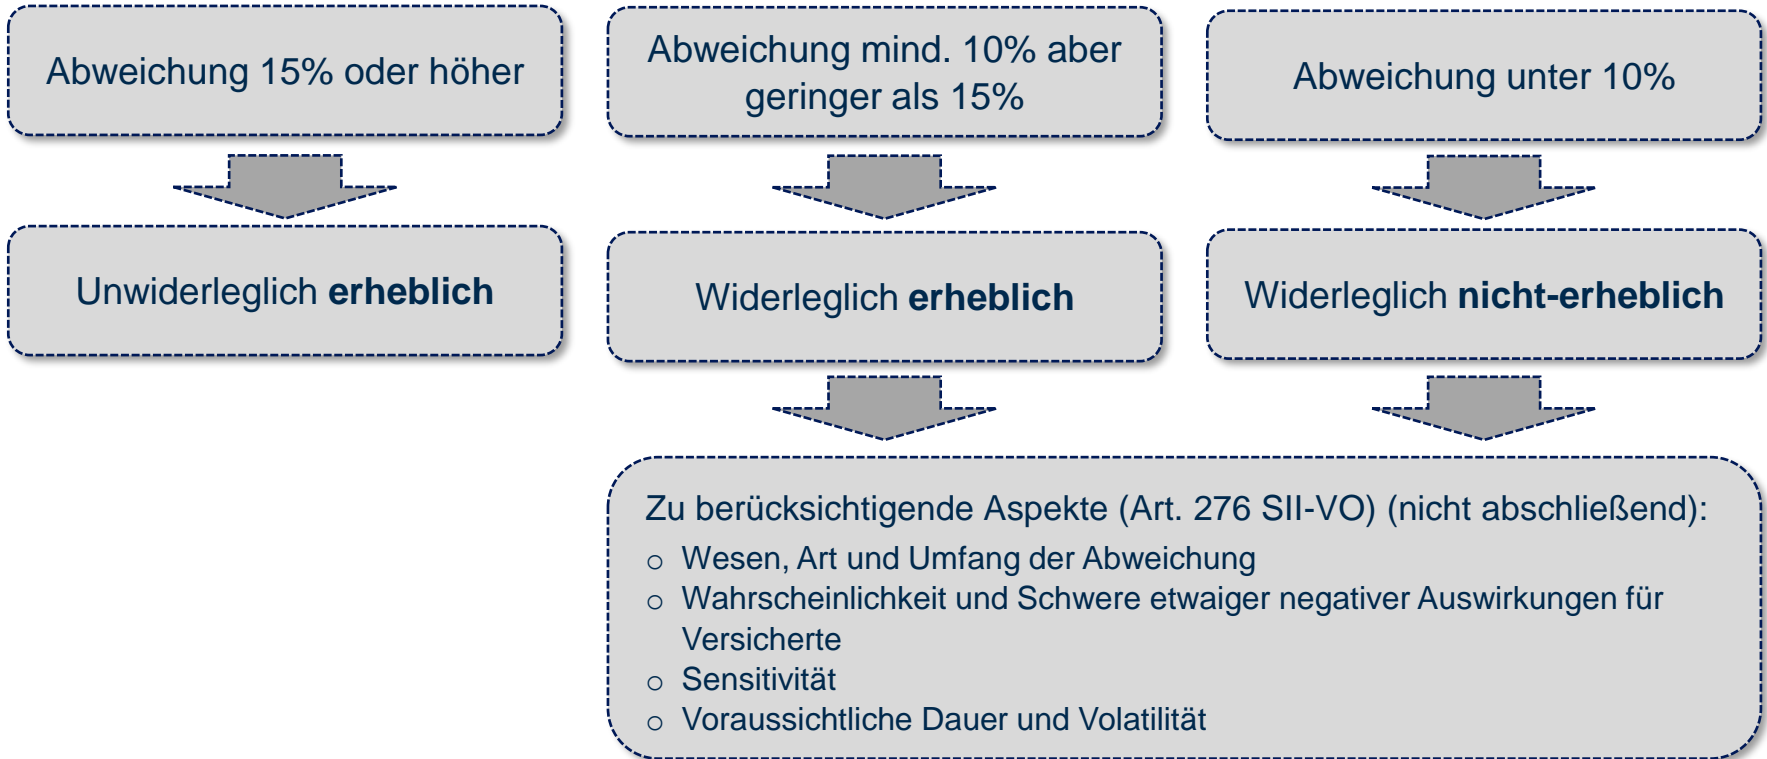 Abweichung 15% oder höher
Abweichung mind. 10% aber
geringer als 15%
Abweichung unter 10%
Unwiderleglich erheblich
Widerleglich erheblich
Widerleglich nicht-erheblich
Zu berücksichtigende Aspekte (Art. 276 SII-VO) (nicht abschließend):
o Wesen, Art und Umfang der Abweichung
o Wahrscheinlichkeit und Schwere etwaiger negativer Auswirkungen für
Versicherte
o Sensitivität
o Voraussichtliche Dauer und Volatilität